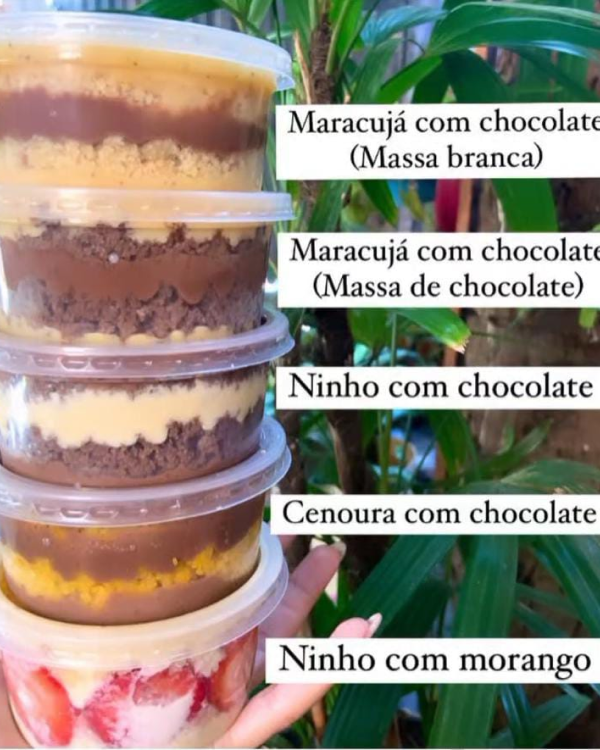 Maracujá com chocolate
(Massa branca)
Maracujá com chocolate
(Massa de chocolate)
Ninho com chocolate
Cenoura com chocolate
Ninho com morango